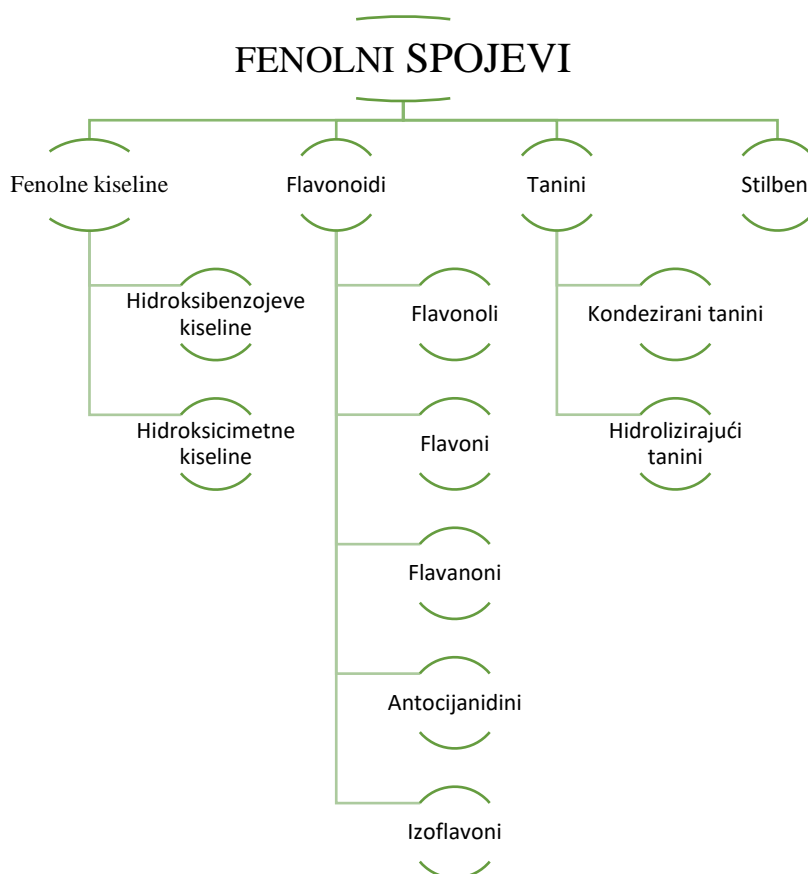 FENOLNI SPOJEVI
Fenolne kiseline
Flavonoidi
Tanini
Stilben
Hidroksibenzojeve
kiseline
Hidroksicimetne
kiseline
Flavonoli
Flavoni
Flavanoni
Antocijanidini
Izoflavoni
Kondezirani tanini
Hidrolizirajući
tanini